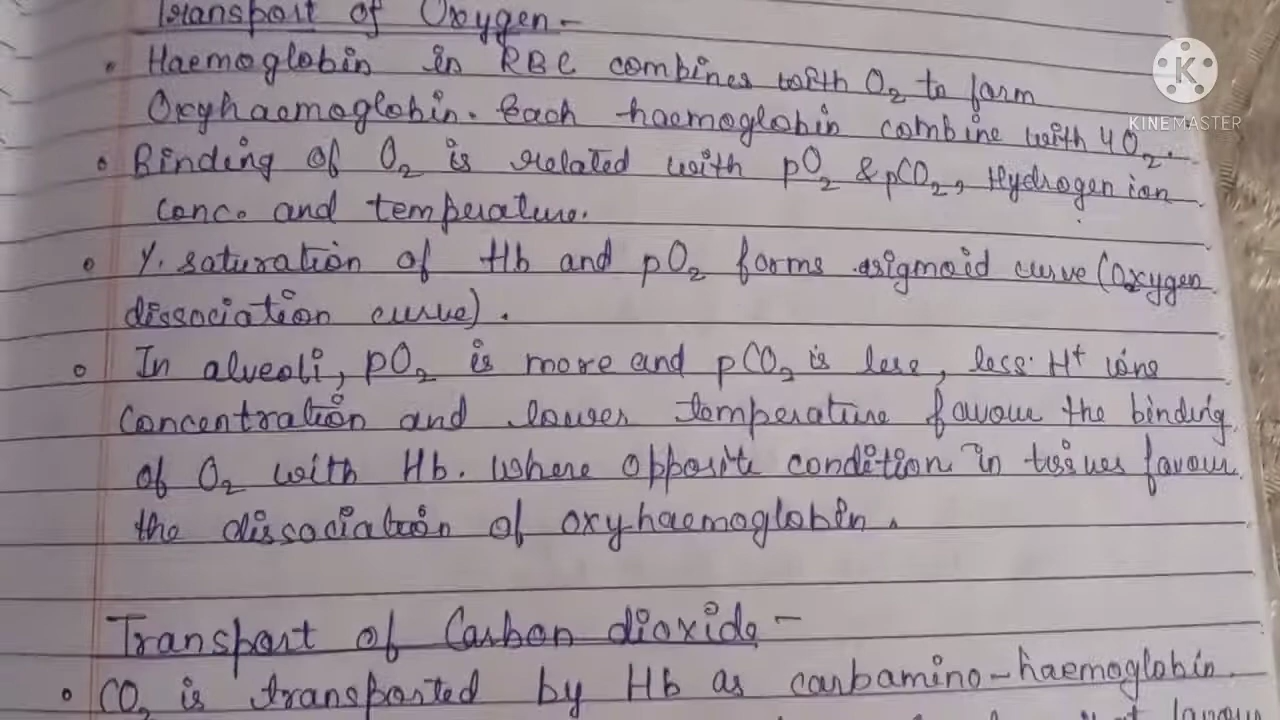 Transport of Oxygen -
• Haemoglobin in RBC combines with O₂ to form
Oxyhaemoglobin. Each haemoglobin combine with 4O₂.
• Binding of O₂ is related with pO₂ & pCO₂, Hydrogen ion
conc. and temperature.
• % saturation of Hb and pO₂ forms a sigmoid curve (Oxygen
dissociation curve).
• In alveoli, pO₂ is more and pCO₂ is less, less H⁺ ions
concentration and lower temperature favour the binding
of O₂ with Hb. Where opposite condition in tissues favour
the dissociation of oxyhaemoglobin.
Transport of Carbon dioxide -
• CO₂ is transported by Hb as carbamino-haemoglobin.
KINEMASTER